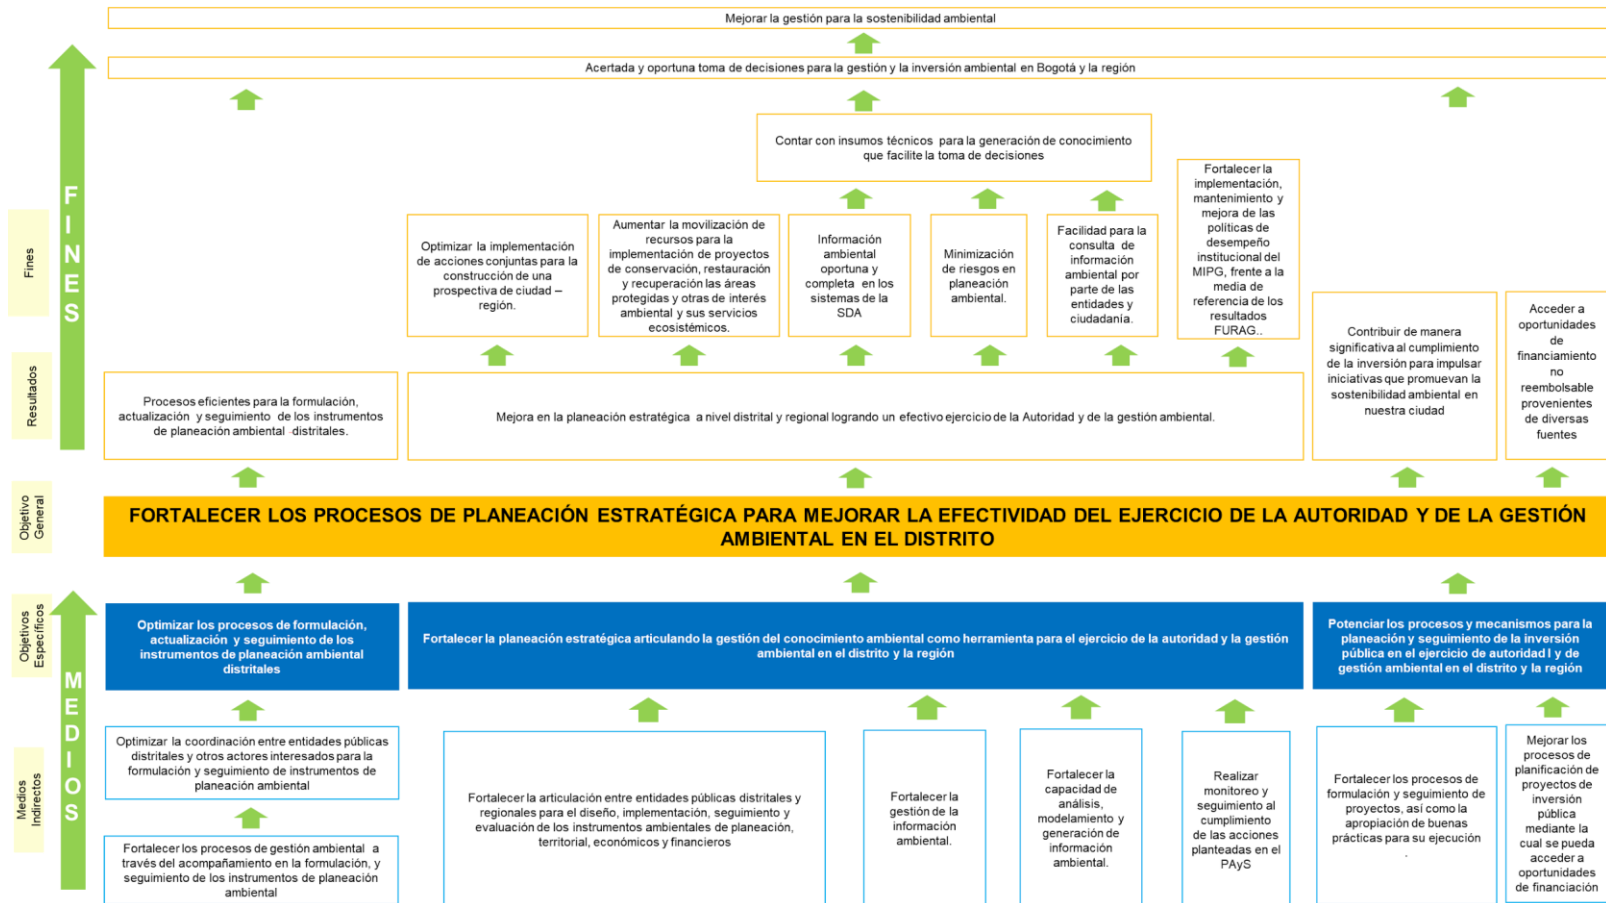 Mejorar la gestión para la sostenibilidad ambiental
Acertada y oportuna toma de decisiones para la gestión y la inversión ambiental en Bogotá y la región
Contar con insumos técnicos para la generación de conocimiento
que facilite la toma de decisiones
FINES
Fines
Optimizar la implementación
de acciones conjuntas para la
construcción de una
prospectiva de ciudad –
región.
Aumentar la movilización de
recursos para la
implementación de proyectos
de conservación, restauración
y recuperación las áreas
protegidas y otras de interés
ambiental y sus servicios
ecosistémicos.
Información
ambiental
oportuna y
completa en los
sistemas de la
SDA
Minimización
de riesgos en
planeación
ambiental.
Facilidad para la
consulta de
información
ambiental por
parte de las
entidades y
ciudadanía.
Fortalecer la
implementación,
mantenimiento y
mejora de las
políticas de
desempeño
institucional del
MIPG, frente a la
media de
referencia de los
resultados
FURAG..
Resultados
Procesos eficientes para la formulación,
actualización y seguimiento de los instrumentos
de planeación ambiental -distritales.
Mejora en la planeación estratégica a nivel distrital y regional logrando un efectivo ejercicio de la Autoridad y de la gestión ambiental.
Contribuir de manera
significativa al cumplimiento
de la inversión para impulsar
iniciativas que promuevan la
sostenibilidad ambiental en
nuestra ciudad
Acceder a
oportunidades
de
financiamiento
no
reembolsable
provenientes
de diversas
fuentes
Objetivo
General
FORTALECER LOS PROCESOS DE PLANEACIÓN ESTRATÉGICA PARA MEJORAR LA EFECTIVIDAD DEL EJERCICIO DE LA AUTORIDAD Y DE LA GESTIÓN
AMBIENTAL EN EL DISTRITO
MEDIOS
Objetivos
Específicos
Optimizar los procesos de formulación,
actualización y seguimiento de los
instrumentos de planeación ambiental
distritales
Fortalecer la planeación estratégica articulando la gestión del conocimiento ambiental como herramienta para el ejercicio de la autoridad y la gestión
ambiental en el distrito y la región
Potenciar los procesos y mecanismos para la
planeación y seguimiento de la inversión
pública en el ejercicio de autoridad l y de
gestión ambiental en el distrito y la región
Medios
Indirectos
Optimizar la coordinación entre entidades públicas
distritales y otros actores interesados para la
formulación y seguimiento de instrumentos de
planeación ambiental
Fortalecer los procesos de gestión ambiental a
través del acompañamiento en la formulación, y
seguimiento de los instrumentos de planeación
ambiental
Fortalecer la articulación entre entidades públicas distritales y
regionales para el diseño, implementación, seguimiento y
evaluación de los instrumentos ambientales de planeación,
territorial, económicos y financieros
Fortalecer la
gestión de la
información
ambiental.
Fortalecer la
capacidad de
análisis,
modelamiento y
generación de
información
ambiental.
Realizar
monitoreo y
seguimiento al
cumplimiento
de las acciones
planteadas en el
PAyS
Fortalecer los procesos de
formulación y seguimiento de
proyectos, así como la
apropiación de buenas
prácticas para su ejecución
.
Mejorar los
procesos de
planificación de
proyectos de
inversión
pública
mediante la
cual se pueda
acceder a
oportunidades
de financiación